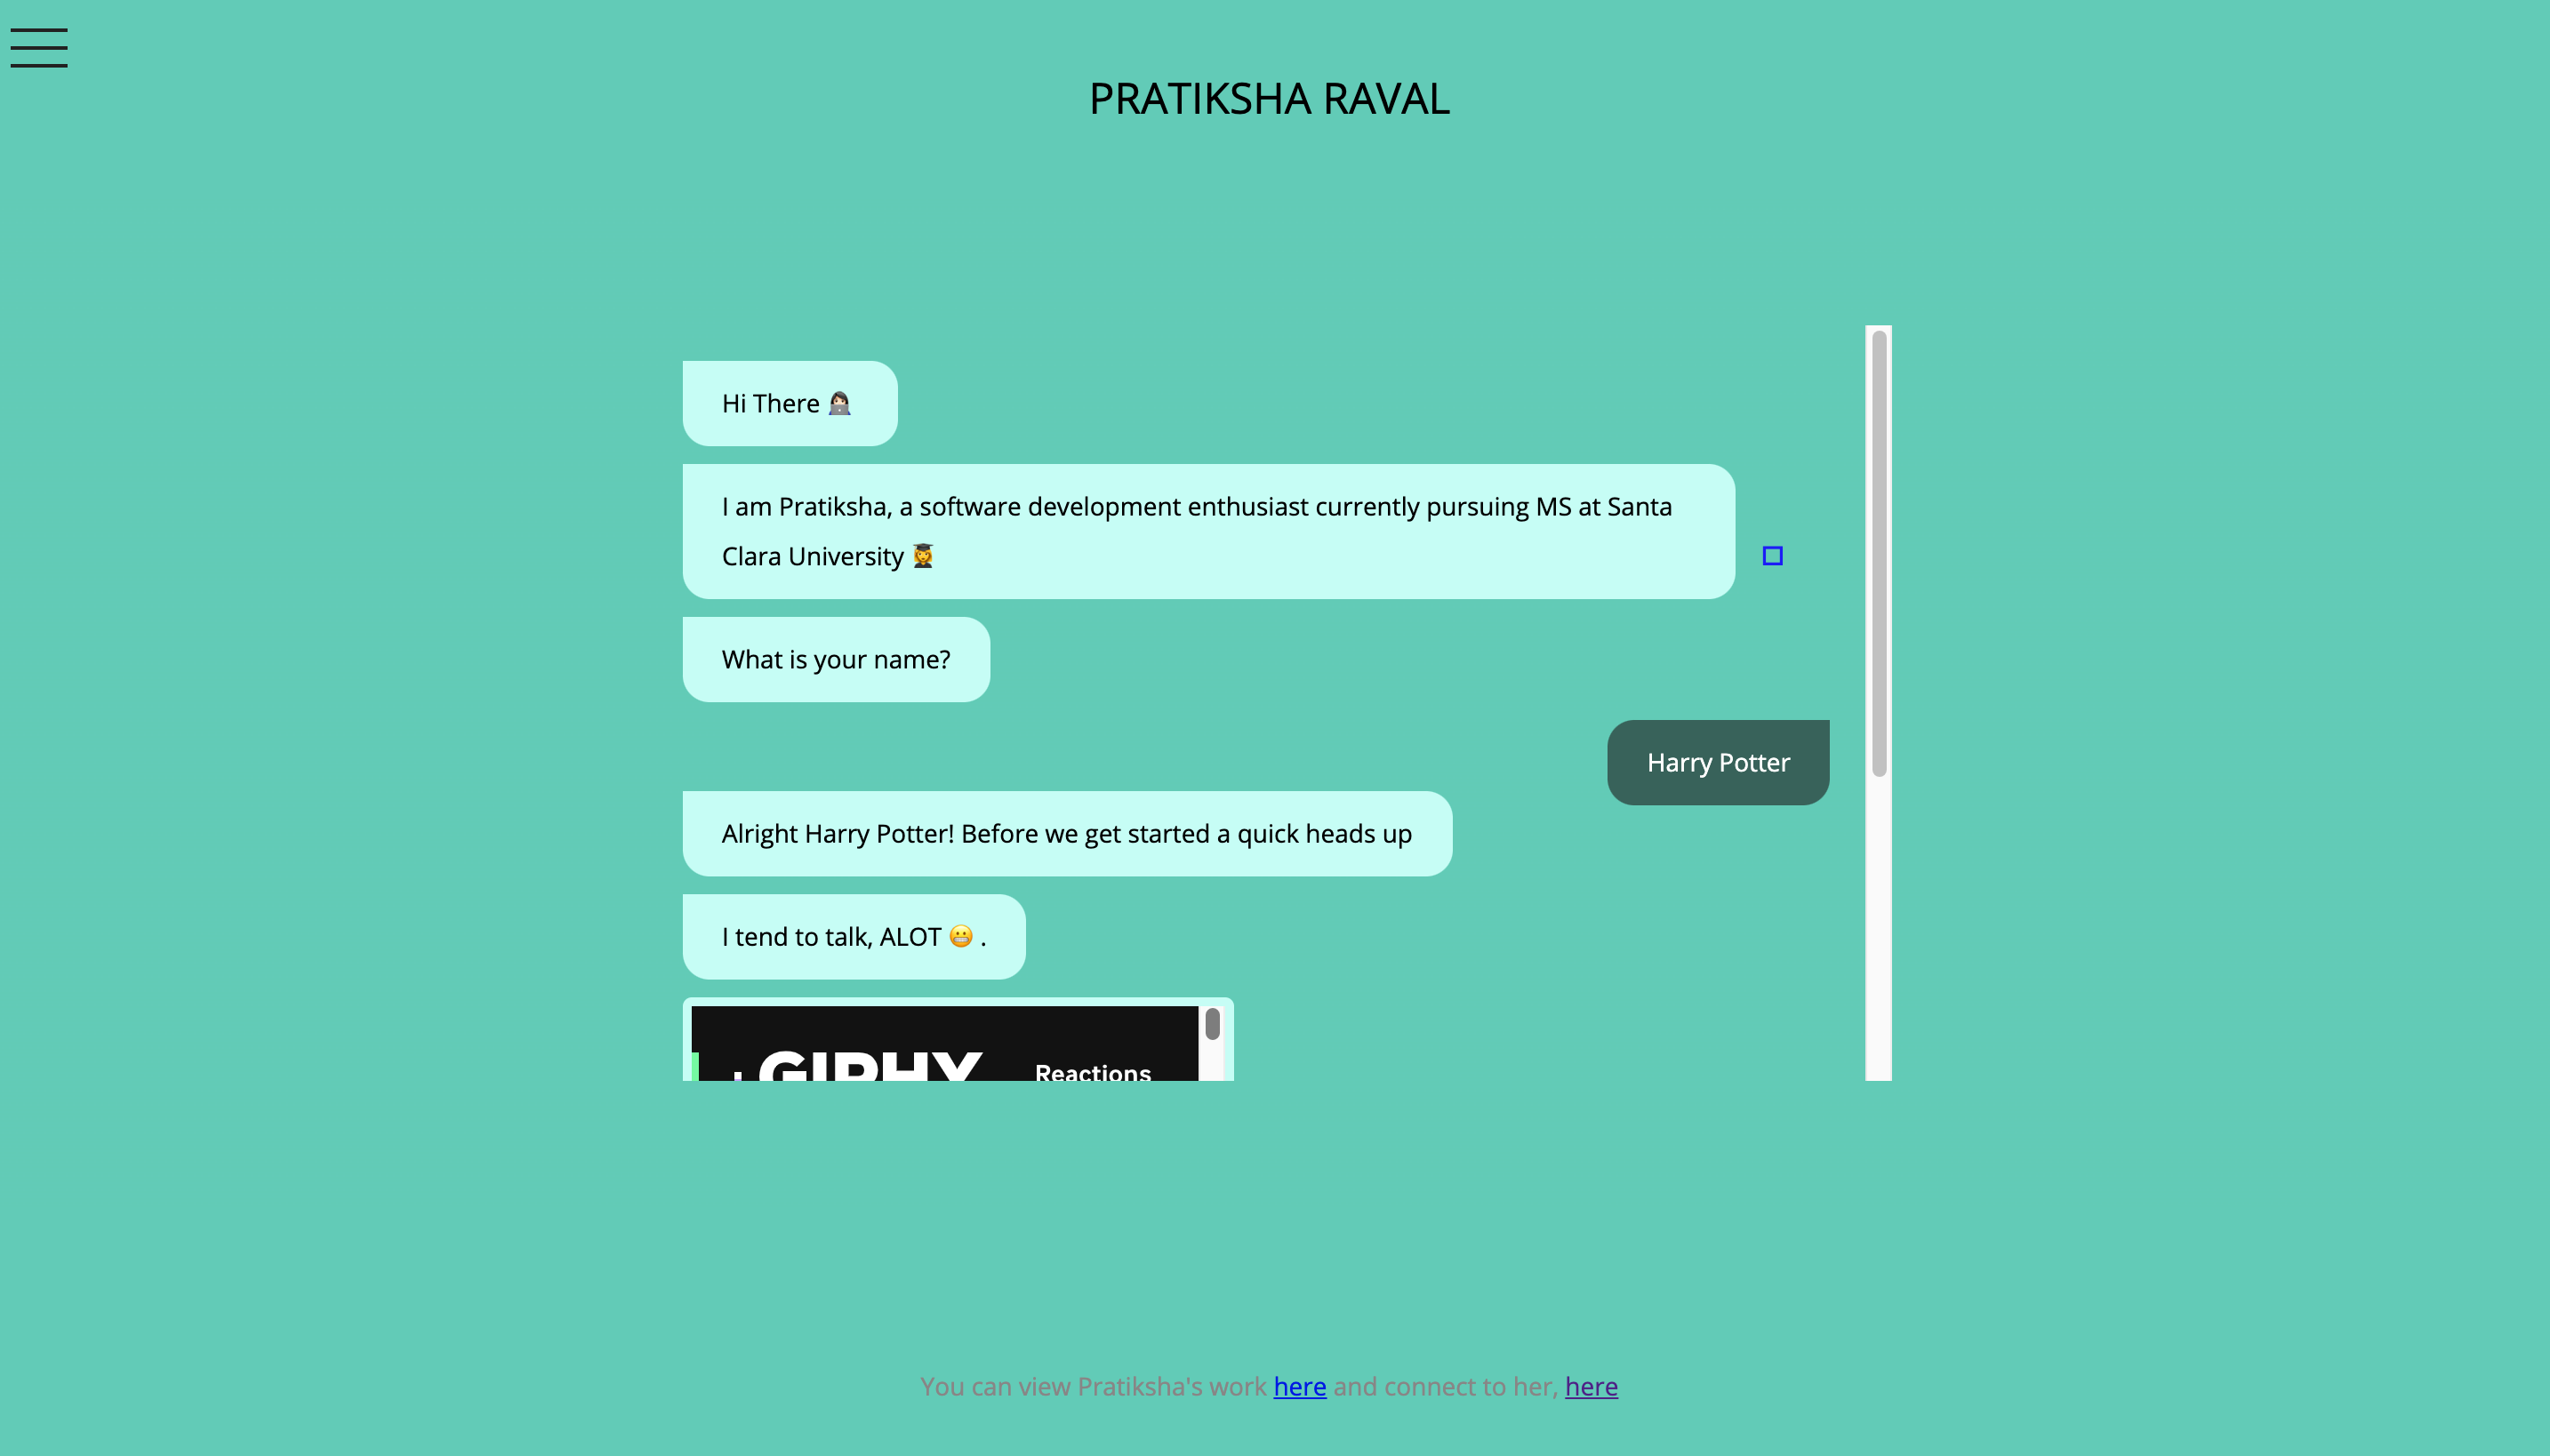 PRATIKSHA RAVAL
Hi There 👩🏻‍💻
I am Pratiksha, a software development enthusiast currently pursuing MS at Santa
Clara University 👩‍🎓
What is your name?
Harry Potter
Alright Harry Potter! Before we get started a quick heads up
I tend to talk, ALOT 😬 .
GIPHY Reactions
You can view Pratiksha's work here and connect to her, here